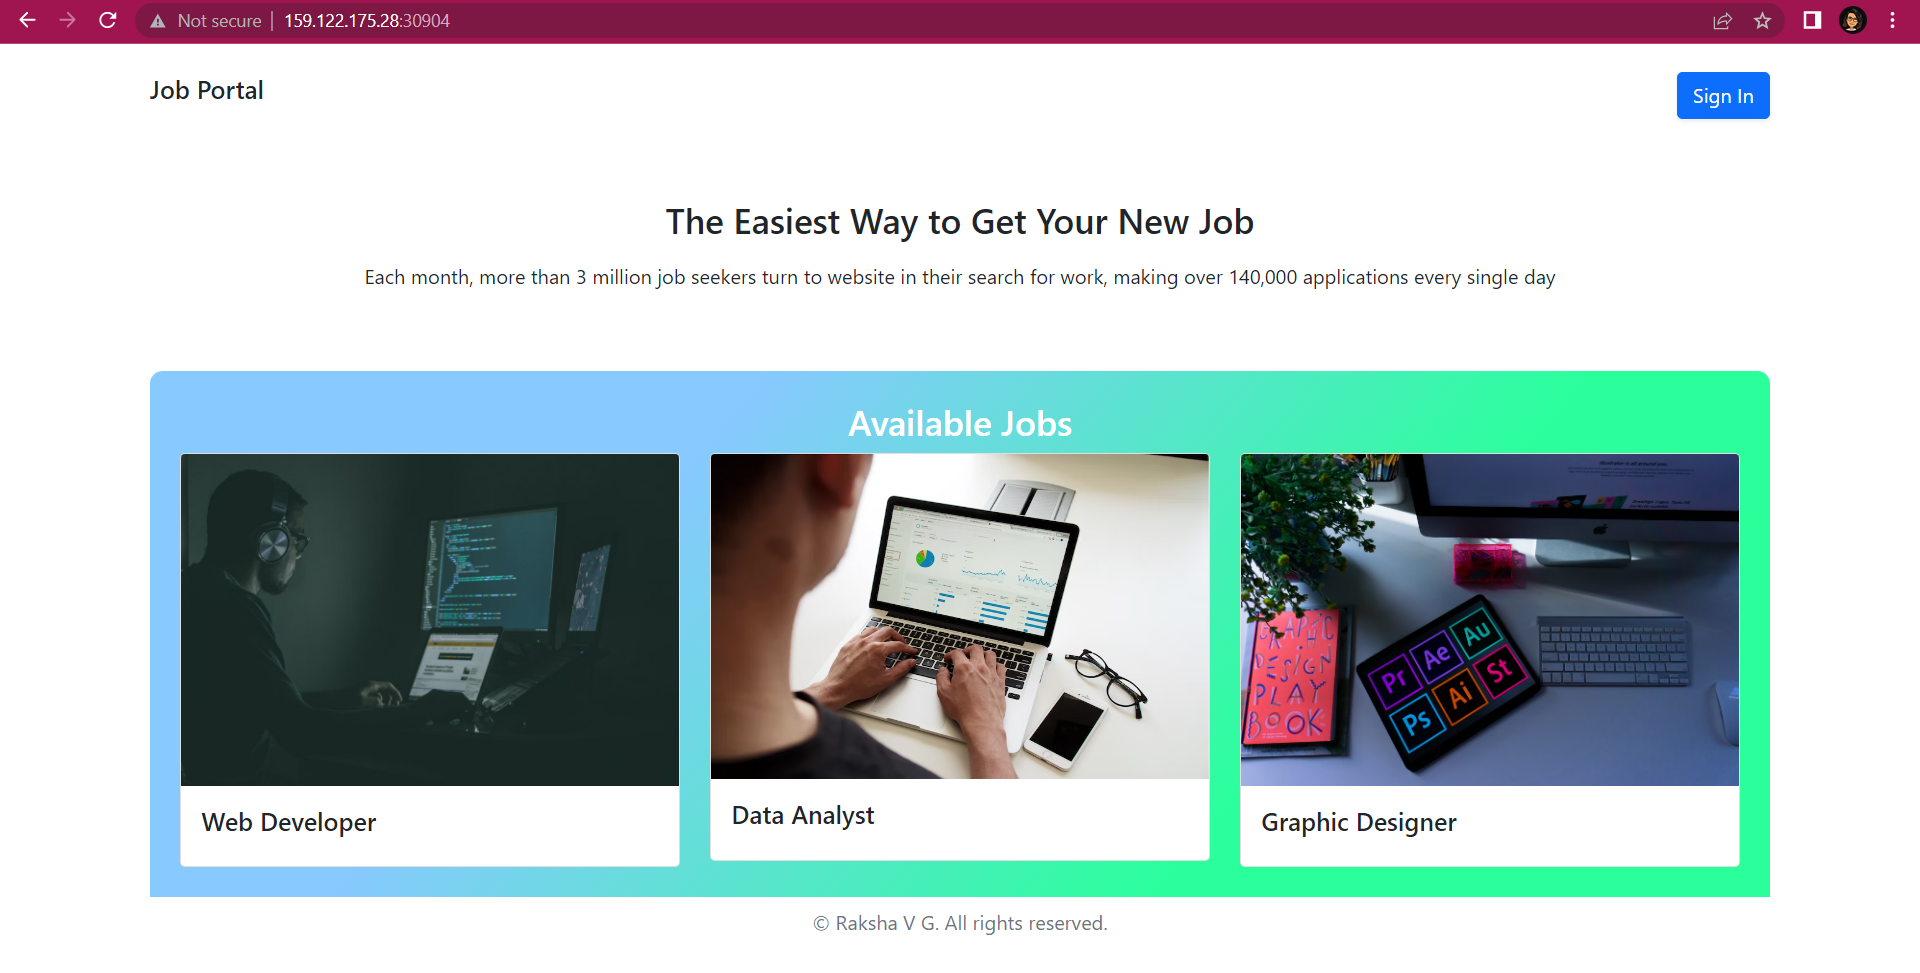 Not secure | 159.122.175.28:30904
Job Portal
Sign In
The Easiest Way to Get Your New Job
Each month, more than 3 million job seekers turn to website in their search for work, making over 140,000 applications every single day
Available Jobs
GRAPHIC
DESIGN
PLAY
BOOK
Pr Ae Au
Ps Ai St
Web Developer
Data Analyst
Graphic Designer
© Raksha V G. All rights reserved.